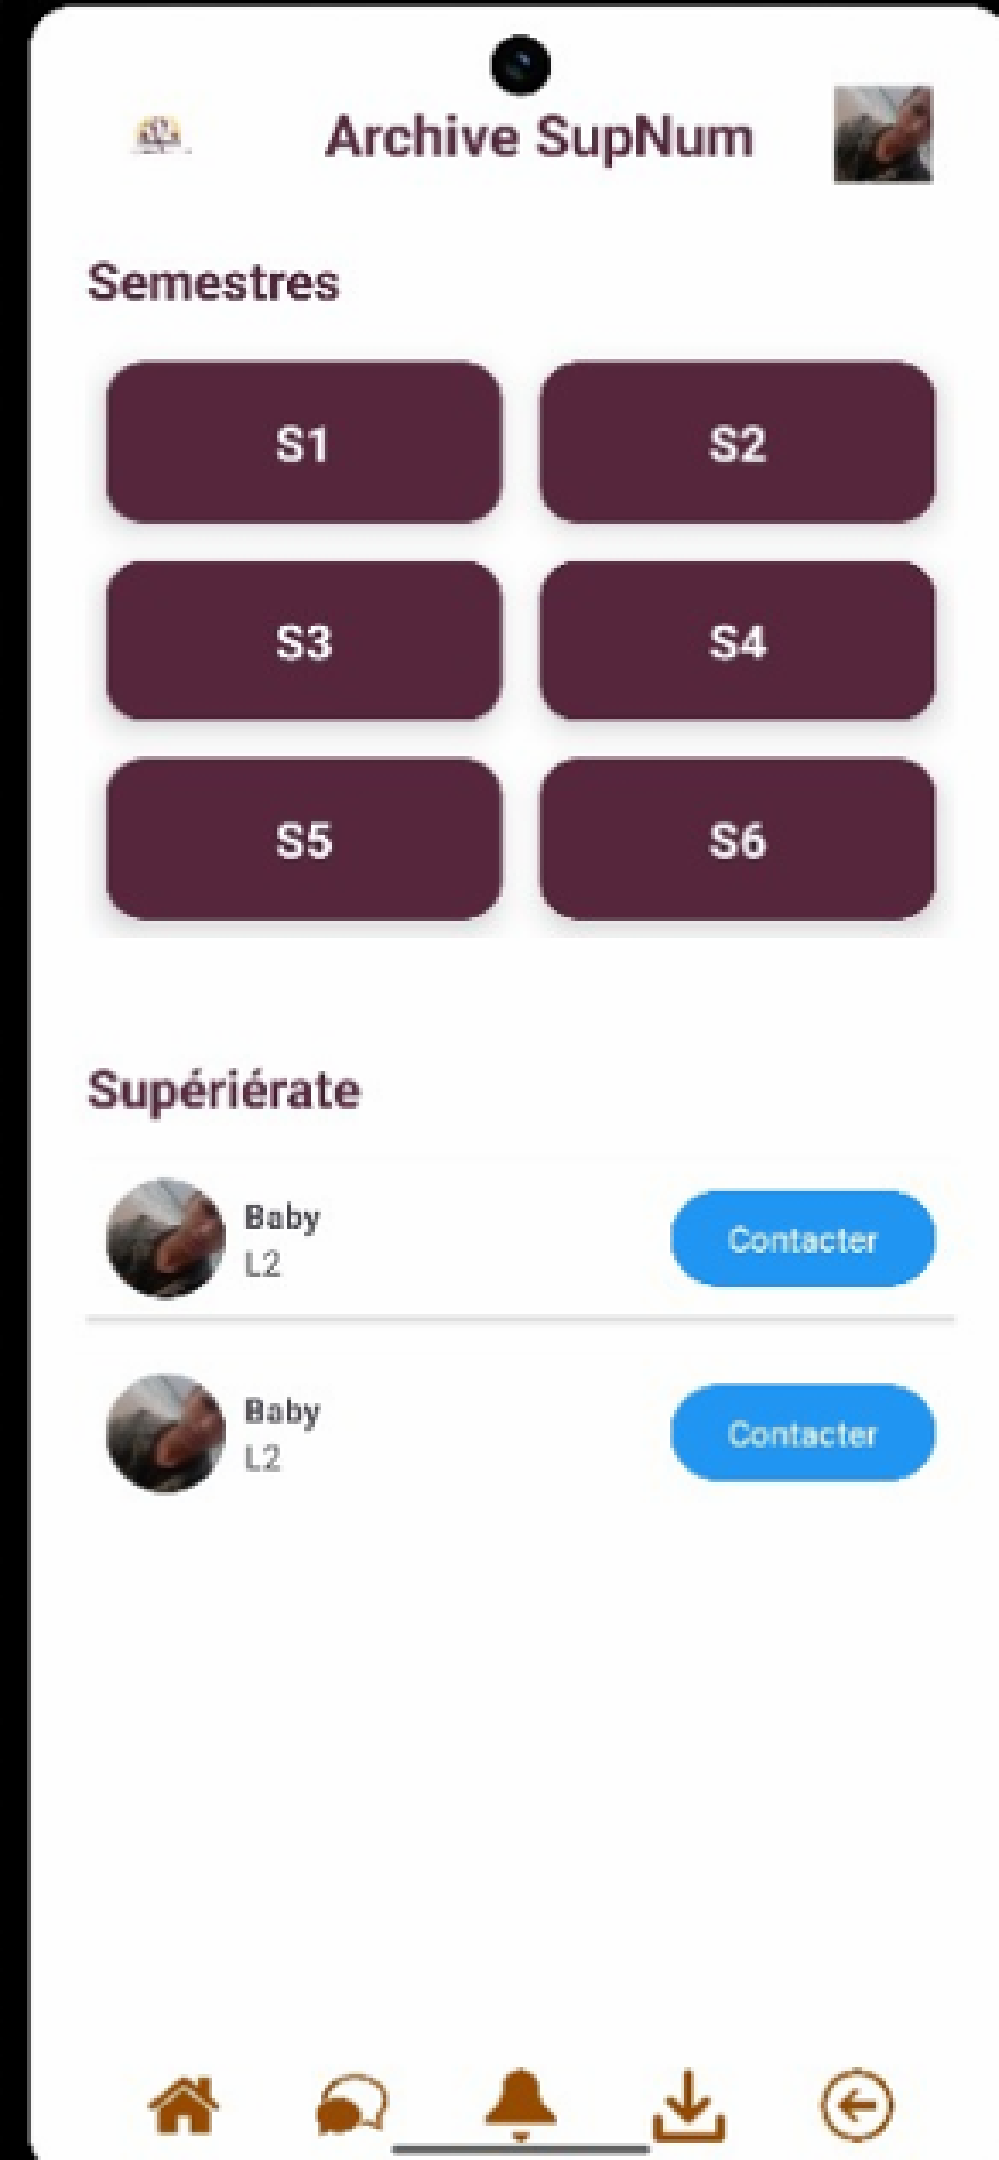 Archive SupNum
Semestres
S1
S2
S3
S4
S5
S6
Supériérate
Baby
L2
Contacter
Baby
L2
Contacter